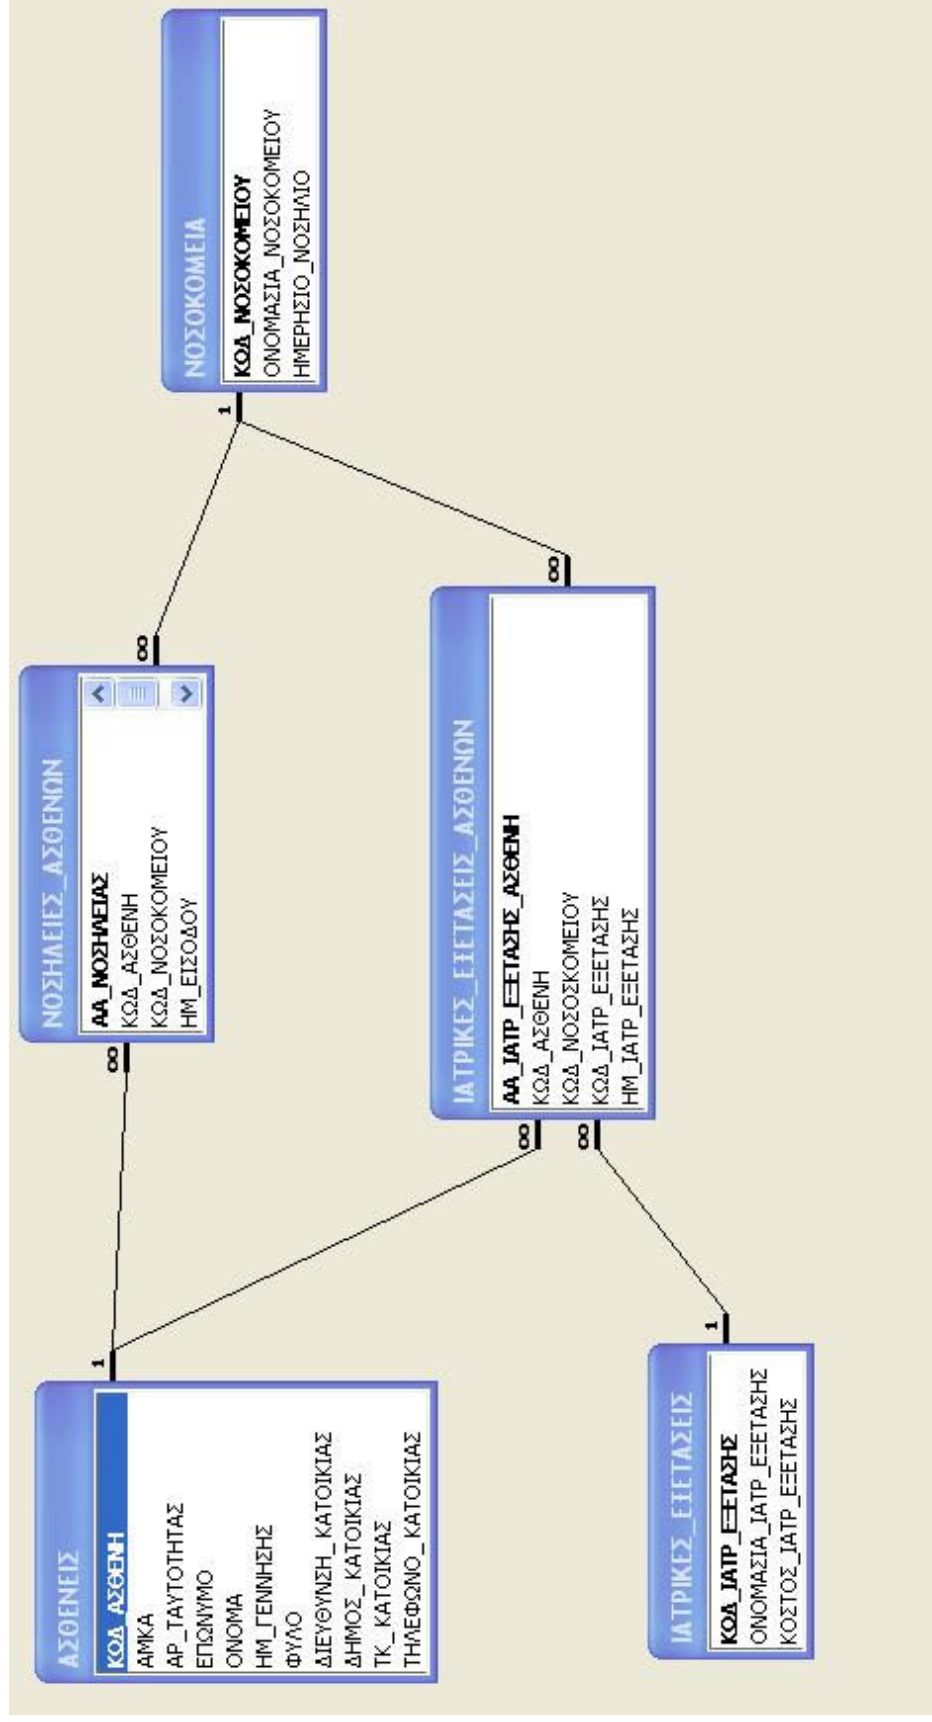 ΑΣΘΕΝΕΙΣ
ΚΩΔ_ΑΣΘΕΝΗ
ΑΜΚΑ
ΑΡ_ΤΑΥΤΟΤΗΤΑΣ
ΕΠΩΝΥΜΟ
ΟΝΟΜΑ
ΗΜ_ΓΕΝΝΗΣΗΣ
ΦΥΛΟ
ΔΙΕΥΘΥΝΣΗ_ΚΑΤΟΙΚΙΑΣ
ΔΗΜΟΣ_ΚΑΤΟΙΚΙΑΣ
ΤΚ_ΚΑΤΟΙΚΙΑΣ
ΤΗΛΕΦΩΝΟ_ΚΑΤΟΙΚΙΑΣ
1
∞
ΝΟΣΗΛΕΙΕΣ_ΑΣΘΕΝΩΝ
ΑΑ_ΝΟΣΗΛΕΙΑΣ
ΚΩΔ_ΑΣΘΕΝΗ
ΚΩΔ_ΝΟΣΟΚΟΜΕΙΟΥ
ΗΜ_ΕΙΣΟΔΟΥ
∞
1
ΝΟΣΟΚΟΜΕΙΑ
ΚΩΔ_ΝΟΣΟΚΟΜΕΙΟΥ
ΟΝΟΜΑΣΙΑ_ΝΟΣΟΚΟΜΕΙΟΥ
ΗΜΕΡΗΣΙΟ_ΝΟΣΗΛΙΟ
ΙΑΤΡΙΚΕΣ_ΕΞΕΤΑΣΕΙΣ_ΑΣΘΕΝΩΝ
ΑΑ_ΙΑΤΡ_ΕΞΕΤΑΣΗΣ_ΑΣΘΕΝΗ
ΚΩΔ_ΑΣΘΕΝΗ
ΚΩΔ_ΝΟΣΟΣΚΟΜΕΙΟΥ
ΚΩΔ_ΙΑΤΡ_ΕΞΕΤΑΣΗΣ
ΗΜ_ΙΑΤΡ_ΕΞΕΤΑΣΗΣ
∞
∞
∞
1
ΙΑΤΡΙΚΕΣ_ΕΞΕΤΑΣΕΙΣ
ΚΩΔ_ΙΑΤΡ_ΕΞΕΤΑΣΗΣ
ΟΝΟΜΑΣΙΑ_ΙΑΤΡ_ΕΞΕΤΑΣΗΣ
ΚΟΣΤΟΣ_ΙΑΤΡ_ΕΞΕΤΑΣΗΣ